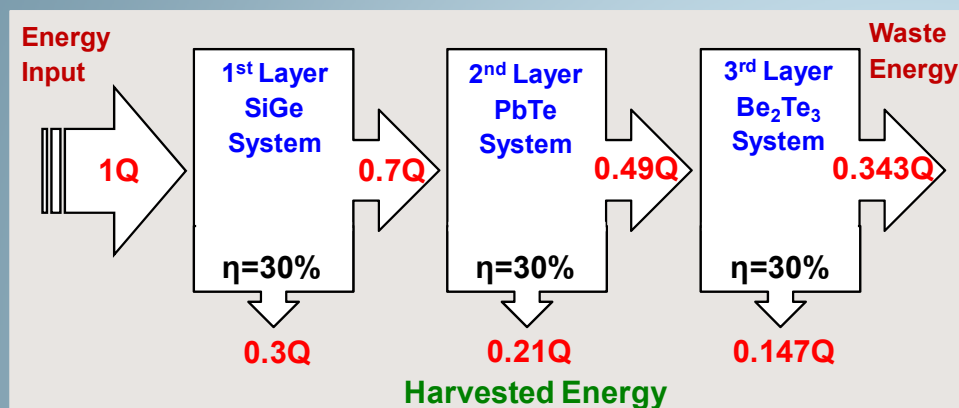 Energy
Input
1Q
1st Layer
SiGe
System
η=30%
0.3Q
0.7Q
2nd Layer
PbTe
System
η=30%
0.21Q
0.49Q
3rd Layer
Be₂Te₃
System
η=30%
0.147Q
Waste
Energy
0.343Q
Harvested Energy